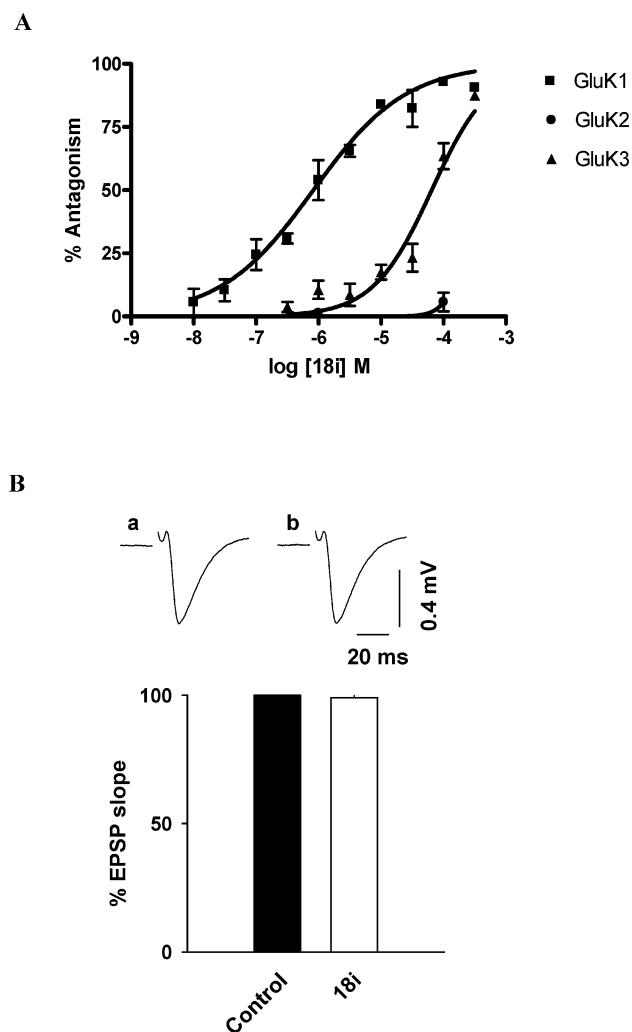 A
100
75
50
25
0
% Antagonism
-9 -8 -7 -6 -5 -4 -3
log [18i] M
GluK1
GluK2
GluK3
B
a b
0.4 mV
20 ms
100
50
0
% EPSP slope
Control 18i